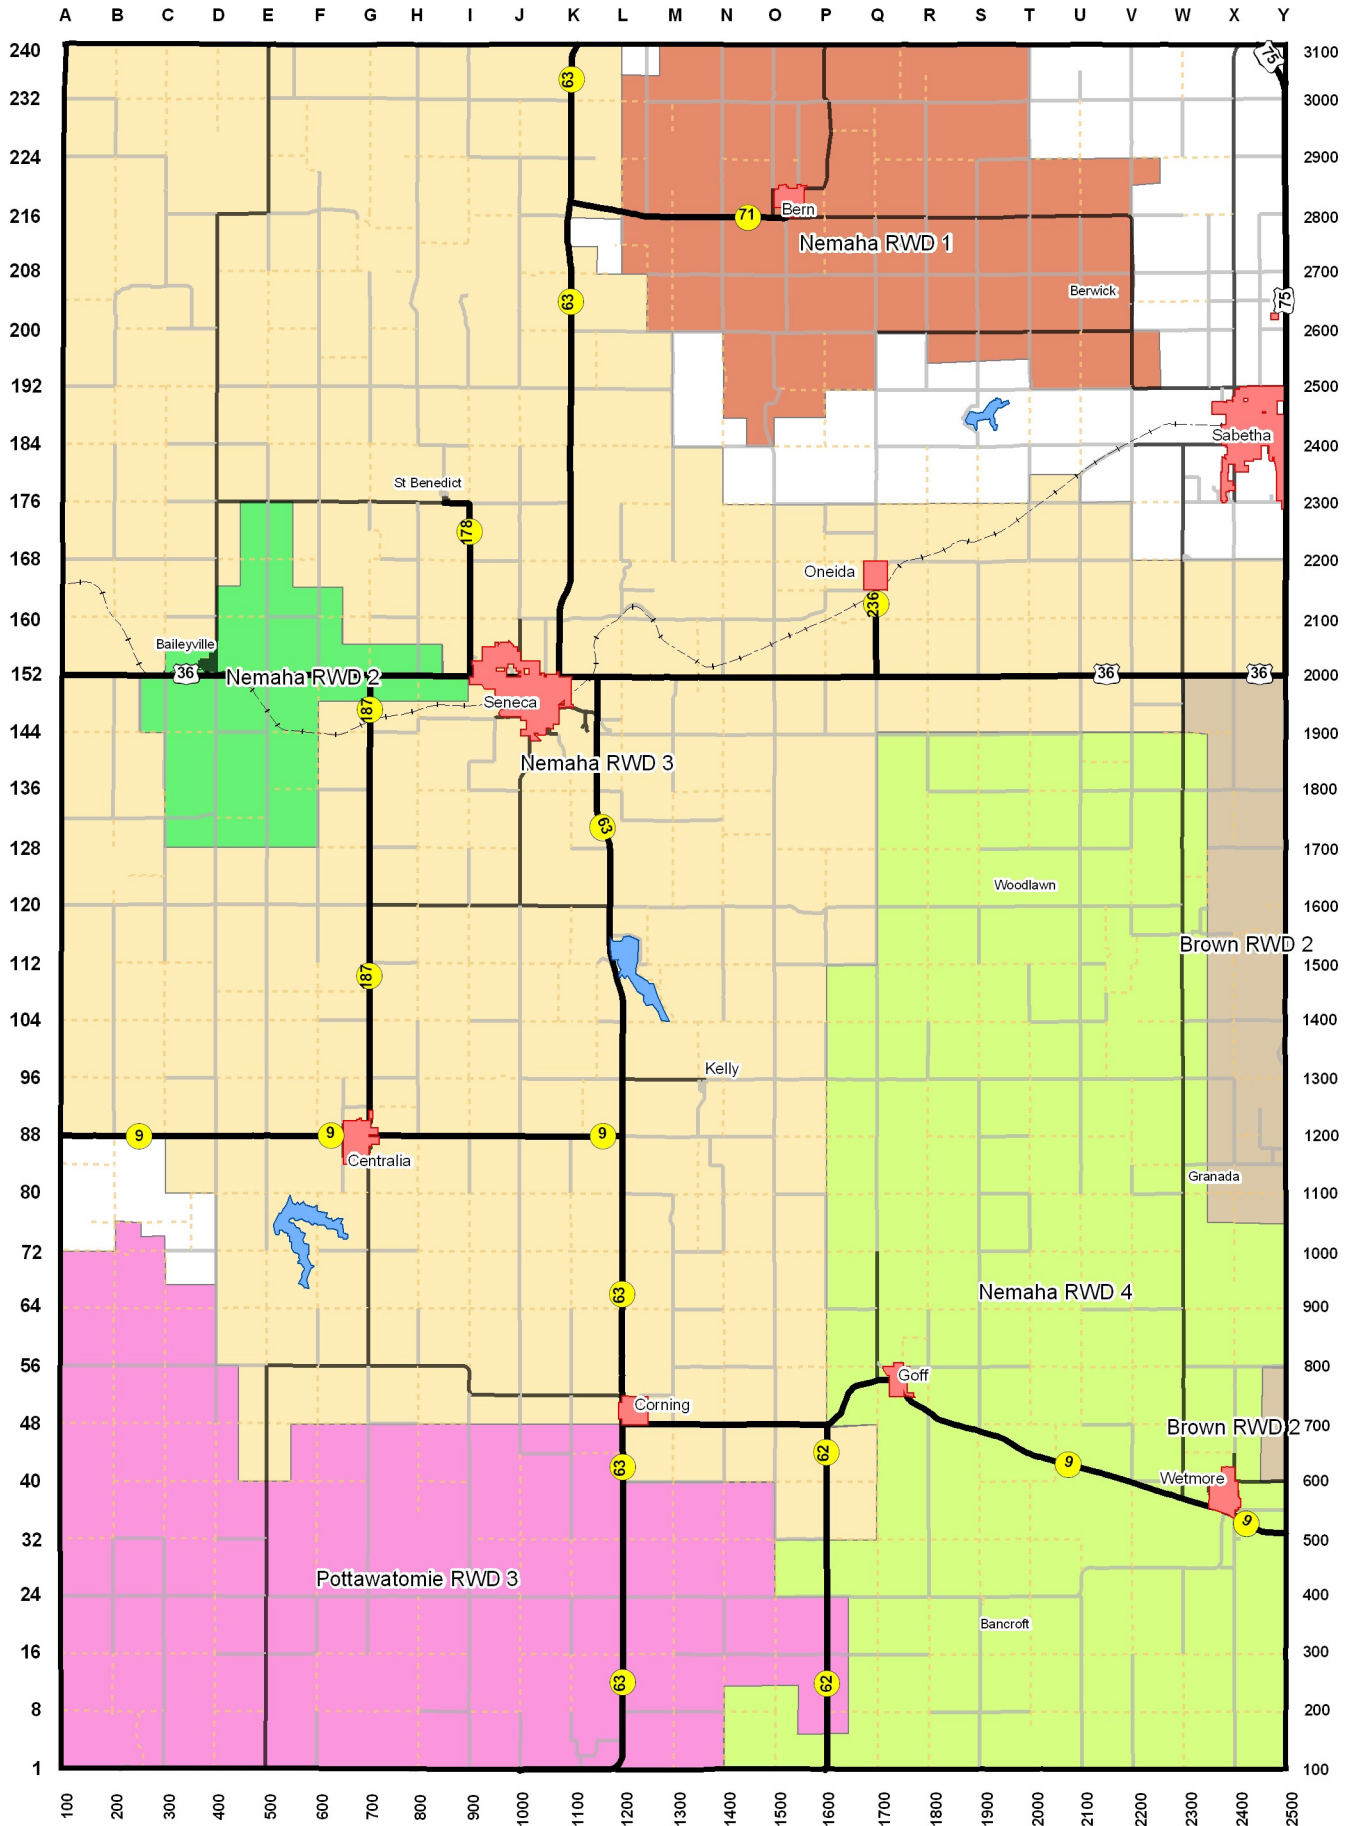 A B C D E F G H I J K L M N O P Q R S T U V W X Y
240 3100
75
63
232 3000
224 2900
216 71 Bern 2800
Nemaha RWD 1
208 2700
Berwick
63 75
200 2600
192 2500
Sabetha
184 2400
St Benedict
176 2300
178
168 2200
Oneida
236
160 2100
Baileyville
152 36 Nemaha RWD 2 36 36 2000
187 Seneca
144 1900
Nemaha RWD 3
136 1800
63
128 1700
Woodlawn
120 1600
Brown RWD 2
112 1500
187
104 1400
Kelly
96 1300
88 9 9 9 1200
Centralia
Granada
80 1100
72 1000
63 Nemaha RWD 4
64 900
56 800
Goff
Corning
48 700
Brown RWD 2
62
63 9
Wetmore
40 600
9
32 500
Pottawatomie RWD 3
24 400
Bancroft
16 300
63 62
8 200
1 100
100 200 300 400 500 600 700 800 900 1000 1100 1200 1300 1400 1500 1600 1700 1800 1900 2000 2100 2200 2300 2400 2500